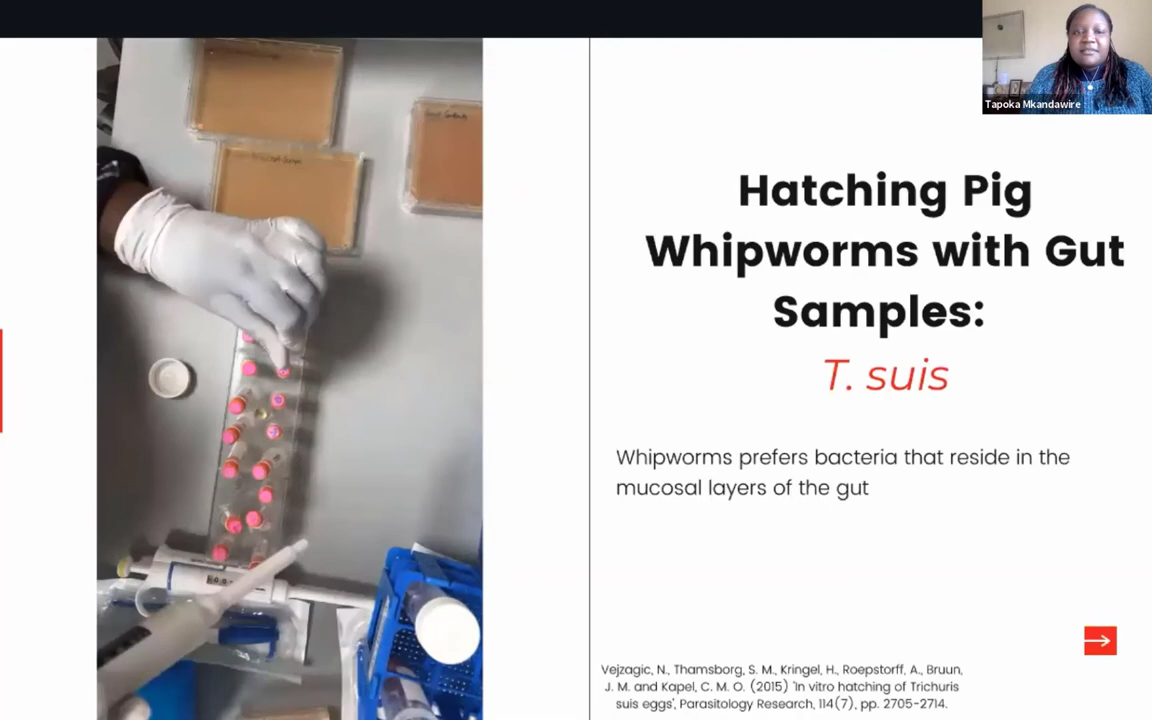 Tapoka Mkandawire
Hatching Pig
Whipworms with Gut
Samples:
T. suis
Whipworms prefers bacteria that reside in the
mucosal layers of the gut
Vejzagic, N., Thamsborg, S. M., Kringel, H., Roepstorff, A., Bruun,
J. M. and Kapel, C. M. O. (2015) 'In vitro hatching of Trichuris
suis eggs', Parasitology Research, 114(7), pp. 2705-2714.